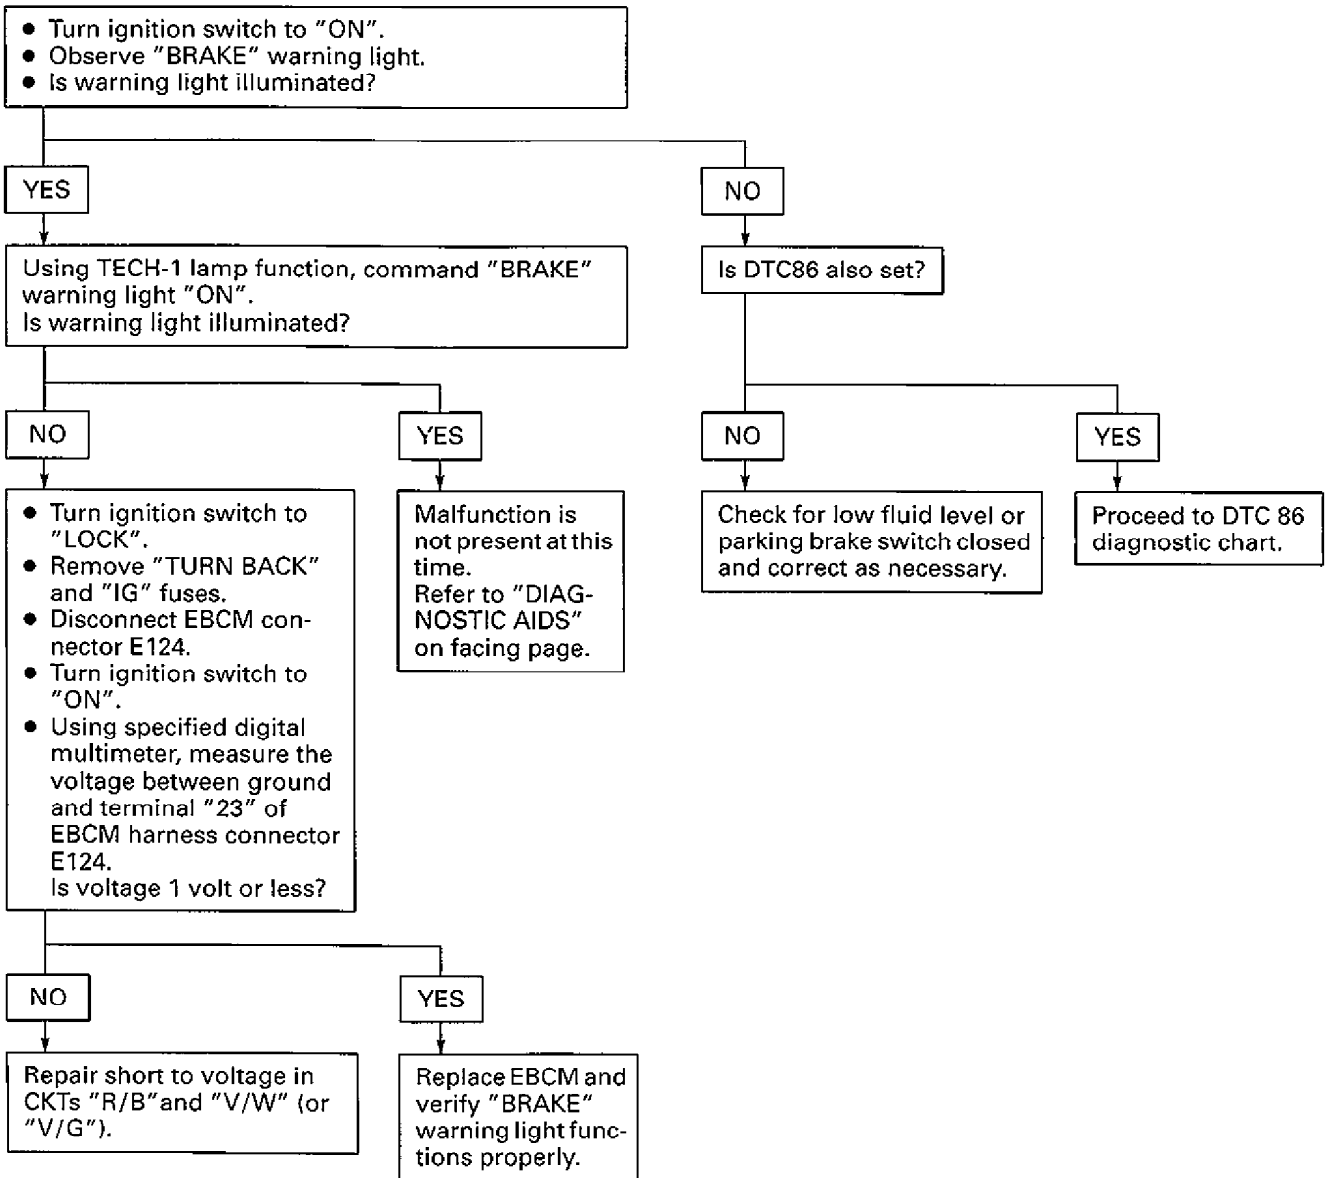 ● Turn ignition switch to "ON".
● Observe "BRAKE" warning light.
● Is warning light illuminated?
YES
NO
Using TECH-1 lamp function, command "BRAKE"
warning light "ON".
Is warning light illuminated?
Is DTC86 also set?
NO
YES
NO
YES
● Turn ignition switch to
"LOCK".
● Remove "TURN BACK"
and "IG" fuses.
● Disconnect EBCM con-
nector E124.
● Turn ignition switch to
"ON".
● Using specified digital
multimeter, measure the
voltage between ground
and terminal "23" of
EBCM harness connector
E124.
Is voltage 1 volt or less?
Malfunction is
not present at this
time.
Refer to "DIAG-
NOSTIC AIDS"
on facing page.
Check for low fluid level or
parking brake switch closed
and correct as necessary.
Proceed to DTC 86
diagnostic chart.
NO
YES
Repair short to voltage in
CKTs "R/B"and "V/W" (or
"V/G").
Replace EBCM and
verify "BRAKE"
warning light func-
tions properly.